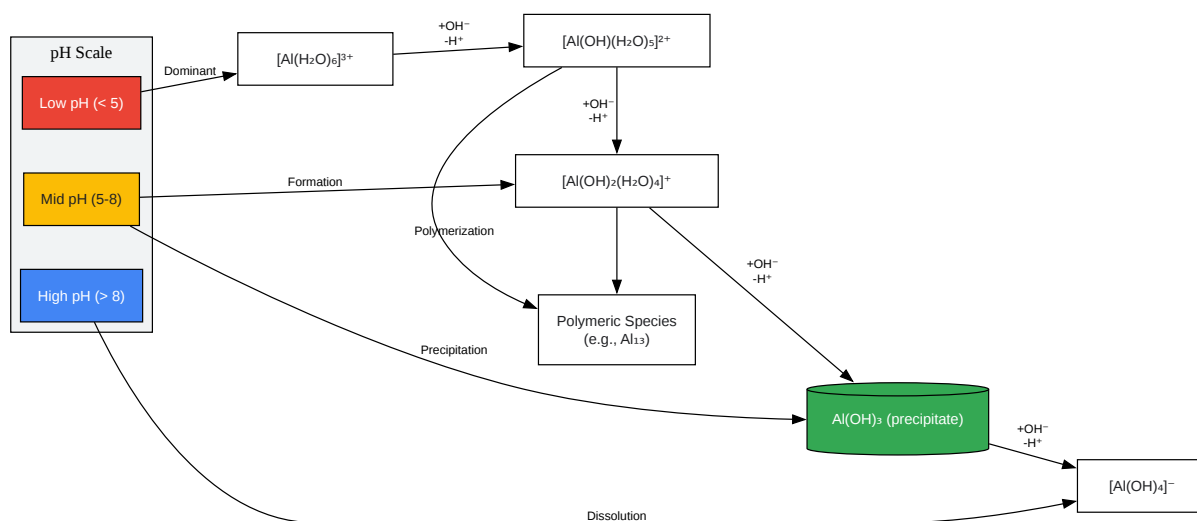 pH Scale
Low pH (< 5)
Mid pH (5-8)
High pH (> 8)
Dominant
[Al(H₂O)₆]³⁺
+OH⁻
-H⁺
[Al(OH)(H₂O)₅]²⁺
+OH⁻
-H⁺
Formation
[Al(OH)₂(H₂O)₄]⁺
Polymerization
+OH⁻
-H⁺
Polymeric Species
(e.g., Al₁₃)
Precipitation
Al(OH)₃ (precipitate)
+OH⁻
-H⁺
[Al(OH)₄]⁻
Dissolution